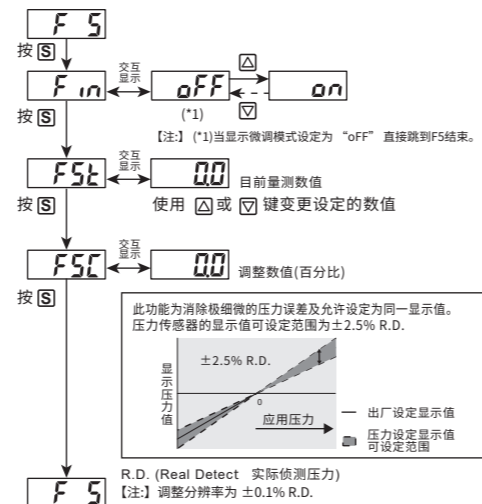 F 5
按 S
F in 交互显示 oFF on
(*1)
按 S
【注:】 (*1)当显示微调模式设定为 “oFF” 直接跳到F5结束。
FSt 交互显示 0.0 目前量测数值
按 S 使用 △ 或 ▽ 键变更设定的数值
FSC 交互显示 0.0 调整数值(百分比)
按 S
此功能为消除极细微的压力误差及允许设定为同一显示值。
压力传感器的显示值可设定范围为±2.5% R.D.
±2.5% R.D.
显示压力值
0
应用压力
出厂设定显示值
压力设定显示值
可设定范围
R.D. (Real Detect 实际侦测压力)
F 5
【注:】调整分辨率为 ±0.1% R.D.